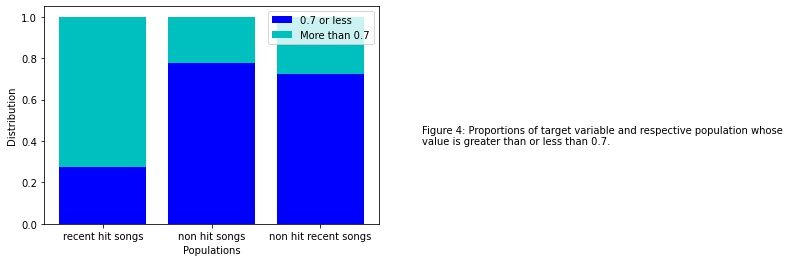 1.0
0.8
0.6
0.4
0.2
0.0
Distribution
0.7 or less
More than 0.7
recent hit songs
non hit songs
non hit recent songs
Populations
Figure 4: Proportions of target variable and respective population whose
value is greater than or less than 0.7.